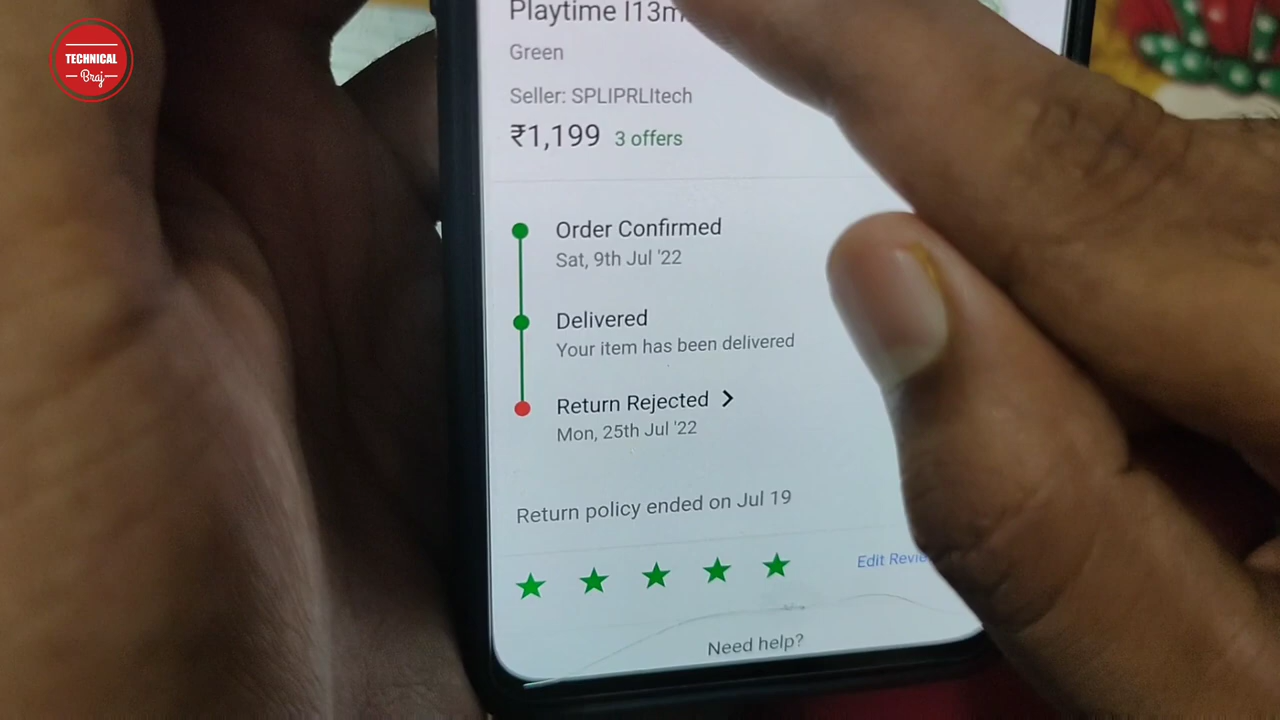 TECHNICAL
Braj
Playtime I13m
Green
Seller: SPLIPRLItech
₹1,199 3 offers
Order Confirmed
Sat, 9th Jul '22
Delivered
Your item has been delivered
Return Rejected
Mon, 25th Jul '22
Return policy ended on Jul 19
Edit
Need help?